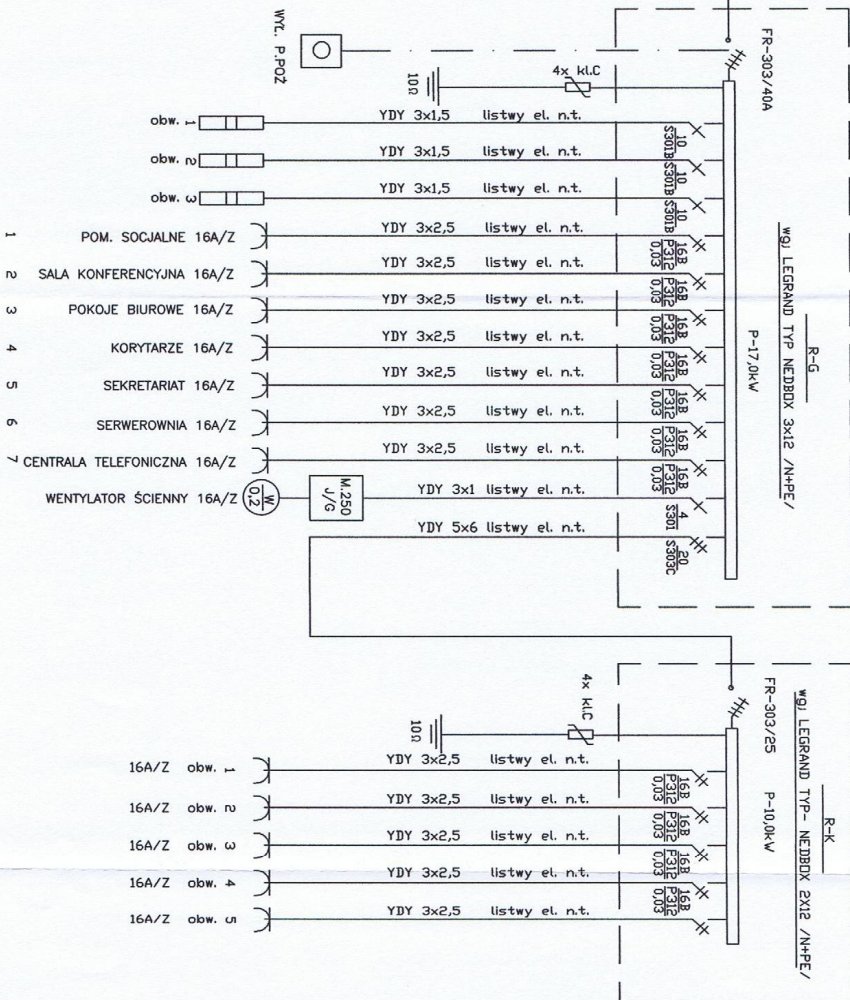 WYŁ. P.POŻ
FR-303/40A
4x kl.C
10Ω
obw. 1 YDY 3x1,5 listwy el. n.t. 10 S301B
obw. 2 YDY 3x1,5 listwy el. n.t. 10 S301B
obw. 3 YDY 3x1,5 listwy el. n.t. 10 S301B
1 POM. SOCJALNE 16A/Z YDY 3x2,5 listwy el. n.t. 16B P312 0,03
2 SALA KONFERENCYJNA 16A/Z YDY 3x2,5 listwy el. n.t. 16B P312 0,03
3 POKOJE BIUROWE 16A/Z YDY 3x2,5 listwy el. n.t. 16B P312 0,03
4 KORYTARZE 16A/Z YDY 3x2,5 listwy el. n.t. 16B P312 0,03
5 SEKRETARIAT 16A/Z YDY 3x2,5 listwy el. n.t. 16B P312 0,03
6 SERWEROWNIA 16A/Z YDY 3x2,5 listwy el. n.t. 16B P312 0,03
7 CENTRALA TELEFONICZNA 16A/Z YDY 3x2,5 listwy el. n.t. 16B P312 0,03
WENTYLATOR ŚCIENNY 16A/Z W 0,2 M.250 J/G YDY 3x1 listwy el. n.t. 4 S301
YDY 5x6 listwy el. n.t. 20 S303C
R-G
wg; LEGRAND TYP NEDBOX 3x12 /N+PE/
P-17,0kW
4x kl.C
FR-303/25 P-10,0kW
10Ω
16A/Z obw. 1 YDY 3x2,5 listwy el. n.t. 16B P312 0,03
16A/Z obw. 2 YDY 3x2,5 listwy el. n.t. 16B P312 0,03
16A/Z obw. 3 YDY 3x2,5 listwy el. n.t. 16B P312 0,03
16A/Z obw. 4 YDY 3x2,5 listwy el. n.t. 16B P312 0,03
16A/Z obw. 5 YDY 3x2,5 listwy el. n.t.
R-K
wg; LEGRAND TYP- NEDBOX 2X12 /N+PE/